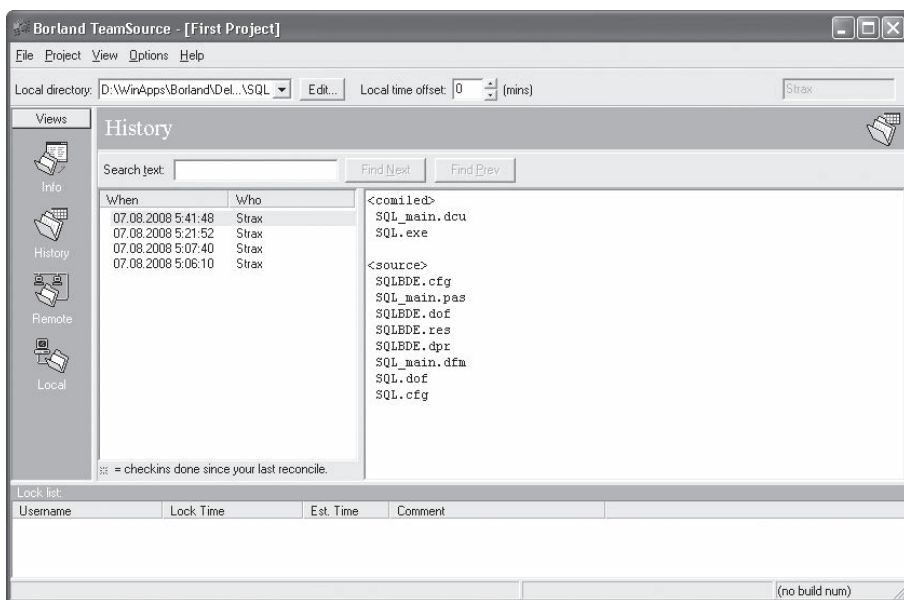 Borland TeamSource - [First Project]
File Project View Options Help
Local directory: D:\WinApps\Borland\Del...\SQL Edit... Local time offset: 0 (mins) Strax
Views
History
Info
History
Remote
Local
Search text: Find Next Find Prev
When Who
07.08.2008 5:41:48 Strax
07.08.2008 5:21:52 Strax
07.08.2008 5:07:40 Strax
07.08.2008 5:06:10 Strax
= checkins done since your last reconcile.
<comiled>
SQL_main.dcu
SQL.exe
<source>
SQLBDE.cfg
SQL_main.pas
SQLBDE.dof
SQLBDE.res
SQLBDE.dpr
SQL_main.dfm
SQL.dof
SQL.cfg
Lock list:
Username Lock Time Est. Time Comment
(no build num)